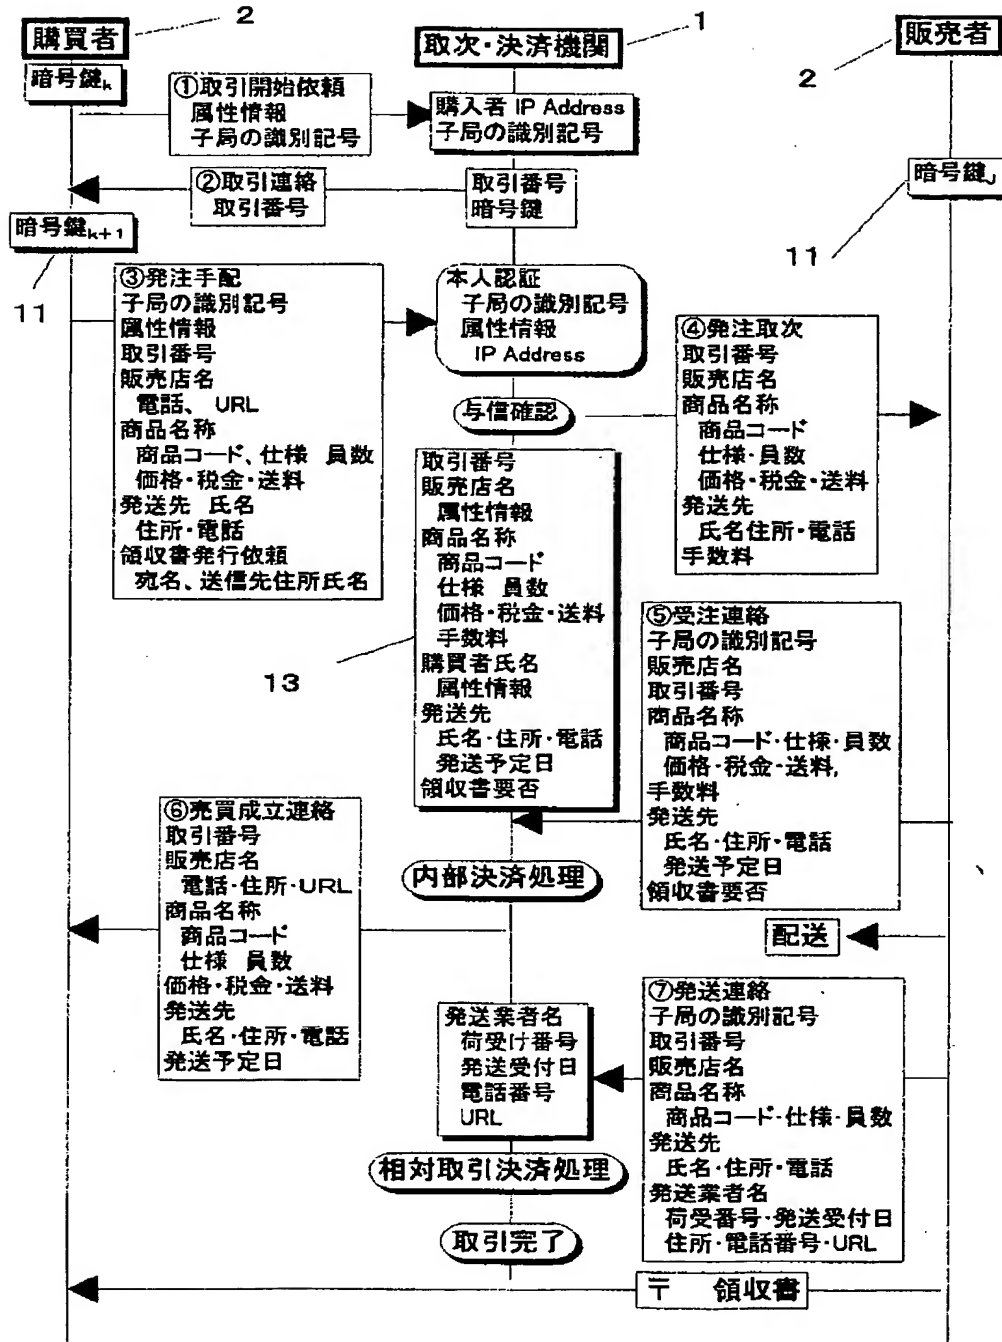 購買者
2
取次・決済機関
1
販売者
2
暗号鍵k
①取引開始依頼
属性情報
子局の識別記号
購入者 IP Address
子局の識別記号
②取引連絡
取引番号
取引番号
暗号鍵
暗号鍵J
11
暗号鍵k+1
11
③発注手配
子局の識別記号
属性情報
取引番号
販売店名
電話、 URL
商品名称
商品コード、仕様 員数
価格・税金・送料
発送先 氏名
住所・電話
領収書発行依頼
宛名、送信先住所氏名
本人認証
子局の識別記号
属性情報
IP Address
与信確認
④発注取次
取引番号
販売店名
商品名称
商品コード
仕様・員数
価格・税金・送料
発送先
氏名住所・電話
手数料
取引番号
販売店名
属性情報
商品名称
商品コード
仕様 員数
価格・税金・送料
手数料
購買者氏名
属性情報
発送先
氏名・住所・電話
発送予定日
領収書要否
13
⑤受注連絡
子局の識別記号
販売店名
取引番号
商品名称
商品コード・仕様・員数
価格・税金・送料,
手数料
発送先
氏名・住所・電話
発送予定日
領収書要否
内部決済処理
⑥売買成立連絡
取引番号
販売店名
電話・住所・URL
商品名称
商品コード
仕様 員数
価格・税金・送料
発送先
氏名・住所・電話
発送予定日
配送
発送業者名
荷受け番号
発送受付日
電話番号
URL
⑦発送連絡
子局の識別記号
取引番号
販売店名
商品名称
商品コード・仕様・員数
発送先
氏名・住所・電話
発送業者名
荷受番号・発送受付日
住所・電話番号・URL
相対取引決済処理
取引完了
〒 領収書